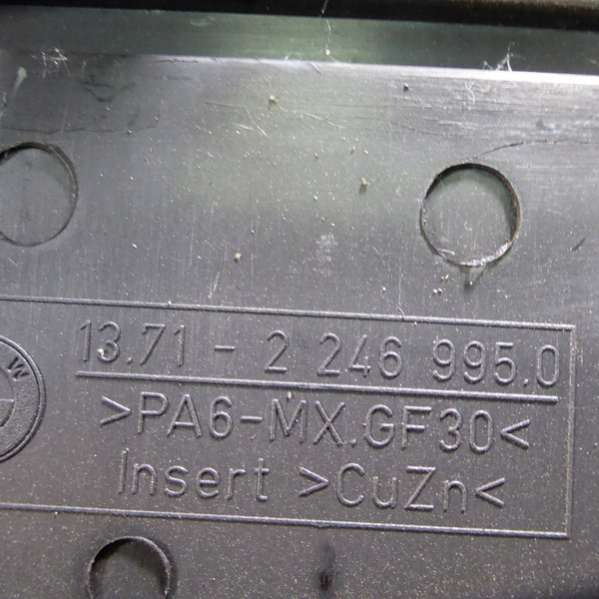 13.71 - 2 246 995.0
>PA6-MX.GF30<
Insert >CuZn<
W